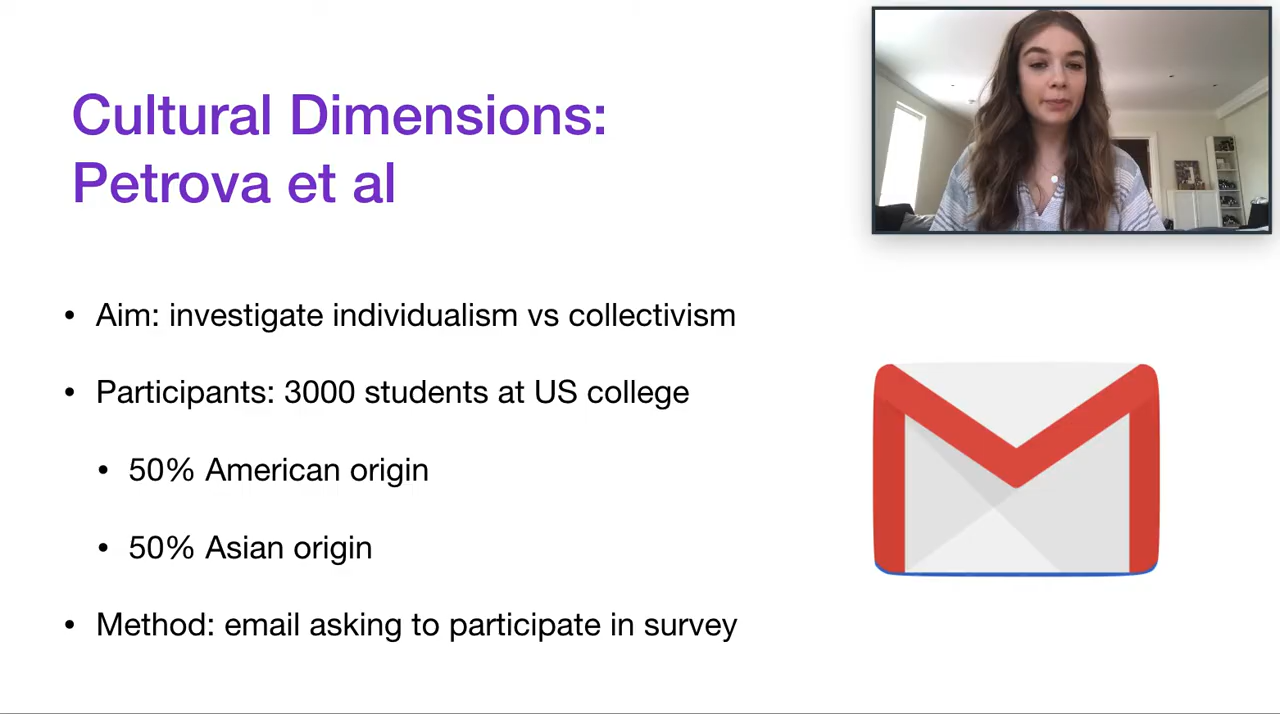 Cultural Dimensions:
Petrova et al
• Aim: investigate individualism vs collectivism
• Participants: 3000 students at US college
• 50% American origin
• 50% Asian origin
• Method: email asking to participate in survey